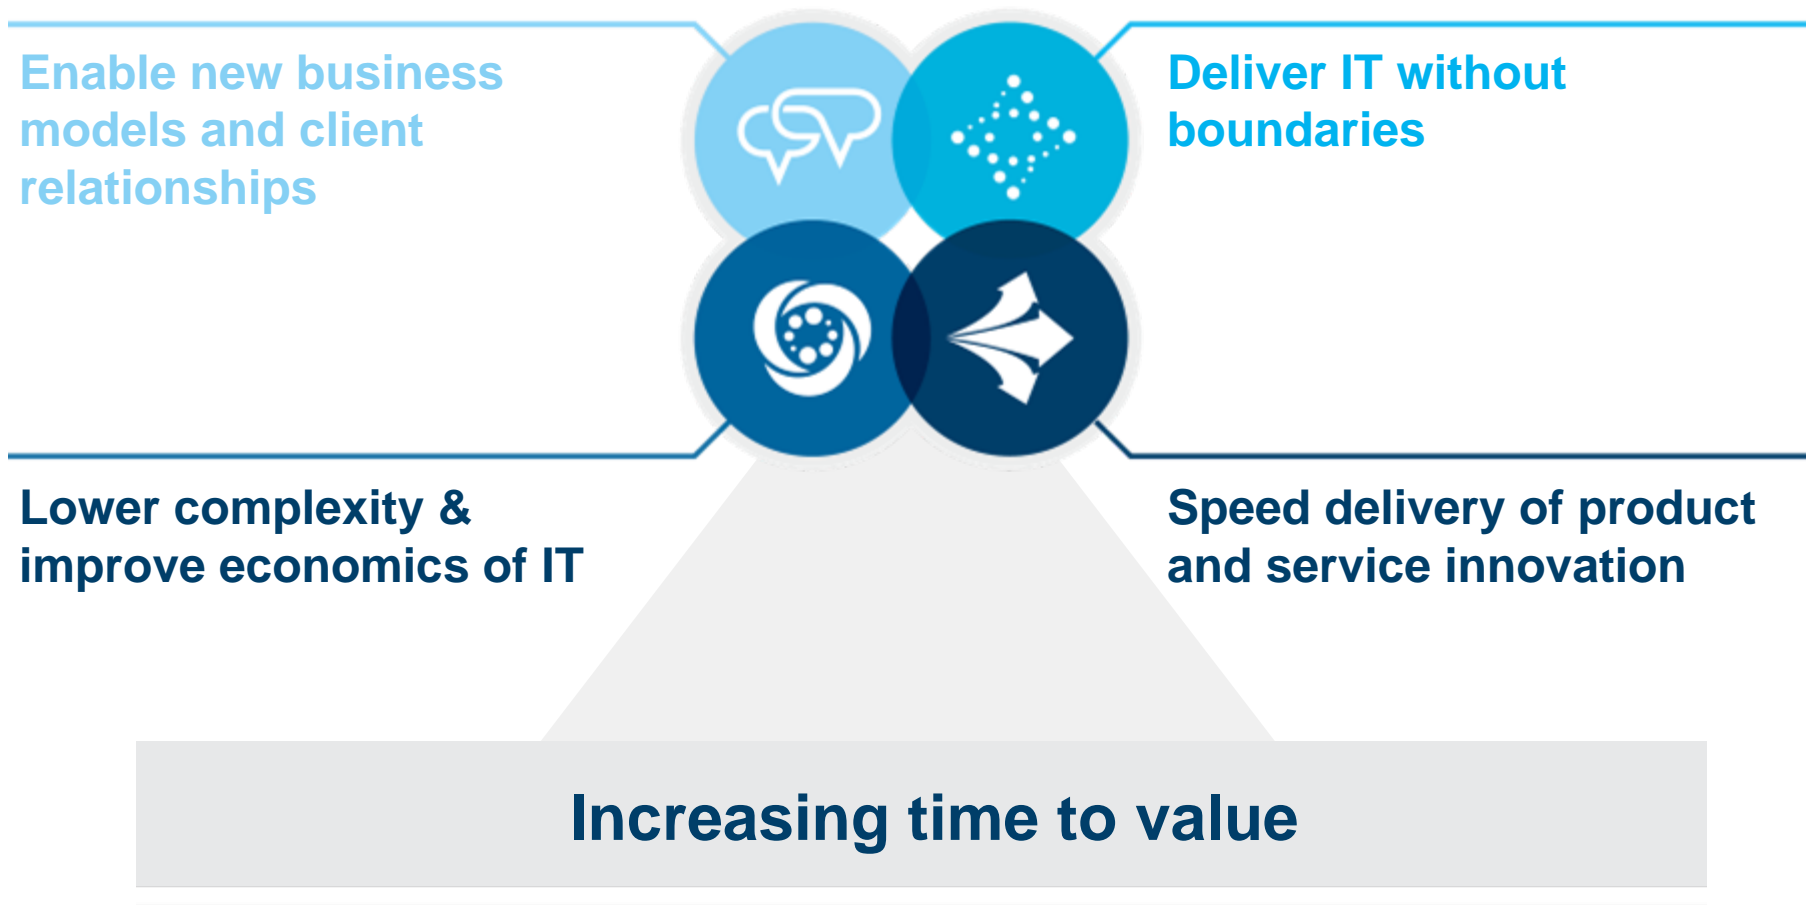 Enable new business
models and client
relationships
Deliver IT without
boundaries
Lower complexity &
improve economics of IT
Speed delivery of product
and service innovation
Increasing time to value